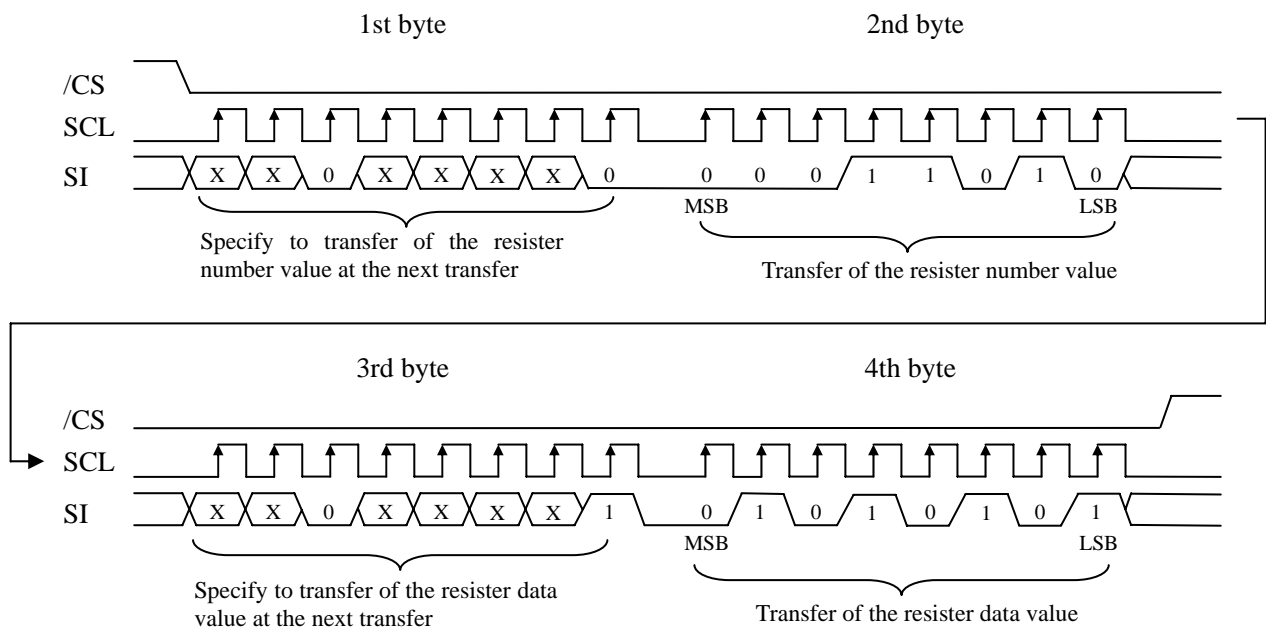 1st byte 2nd byte
/CS
SCL
SI X X 0 X X X X 0 0 0 0 1 1 0 1 0
MSB LSB
Specify to transfer of the resister
number value at the next transfer
Transfer of the resister number value
3rd byte 4th byte
/CS
SCL
SI X X 0 X X X X 1 0 1 0 1 0 1 0 1
MSB LSB
Specify to transfer of the resister data
value at the next transfer
Transfer of the resister data value